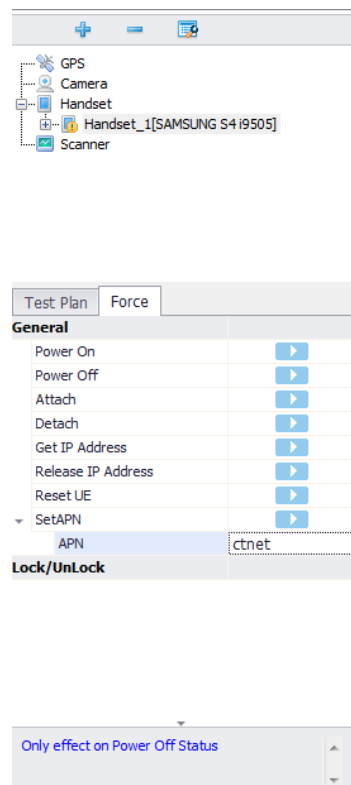 GPS
Camera
Handset
Handset_1[SAMSUNG S4 i9505]
Scanner
Test Plan Force
General
Power On
Power Off
Attach
Detach
Get IP Address
Release IP Address
Reset UE
SetAPN
APN ctnet
Lock/UnLock
Only effect on Power Off Status